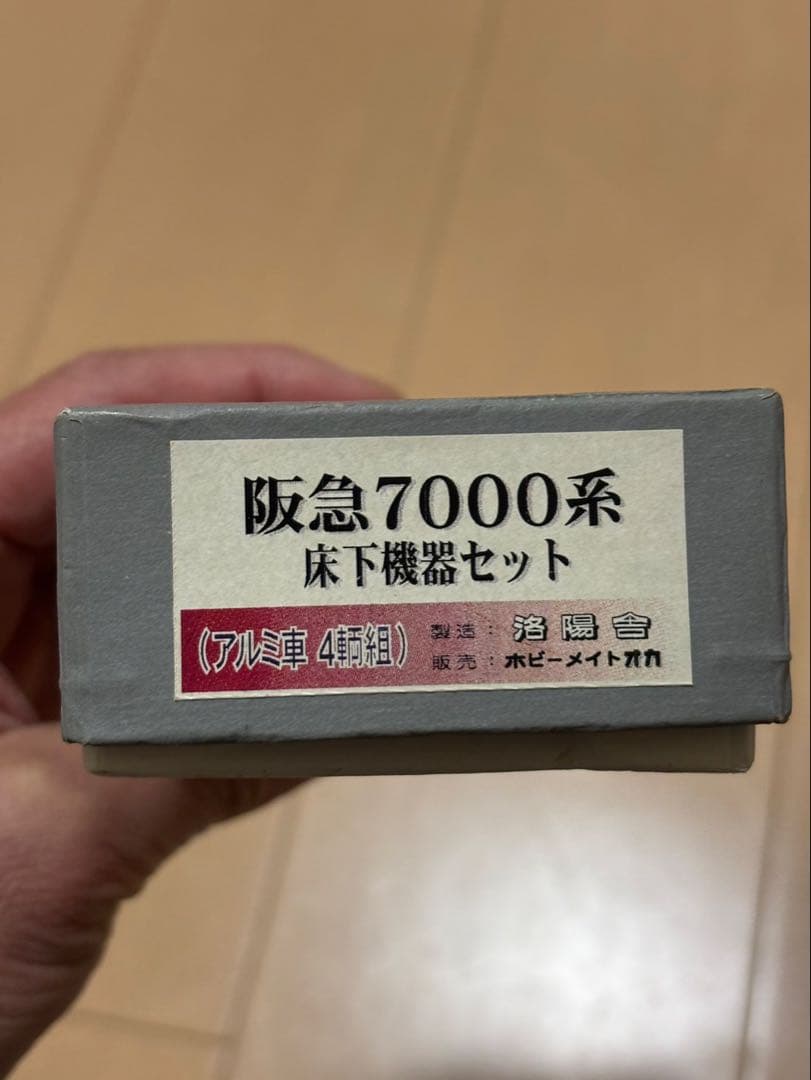 阪急7000系
床下機器セット
(アルミ車 4輌組)
製造: 洛陽舎
販売: ホビーメイトオカ